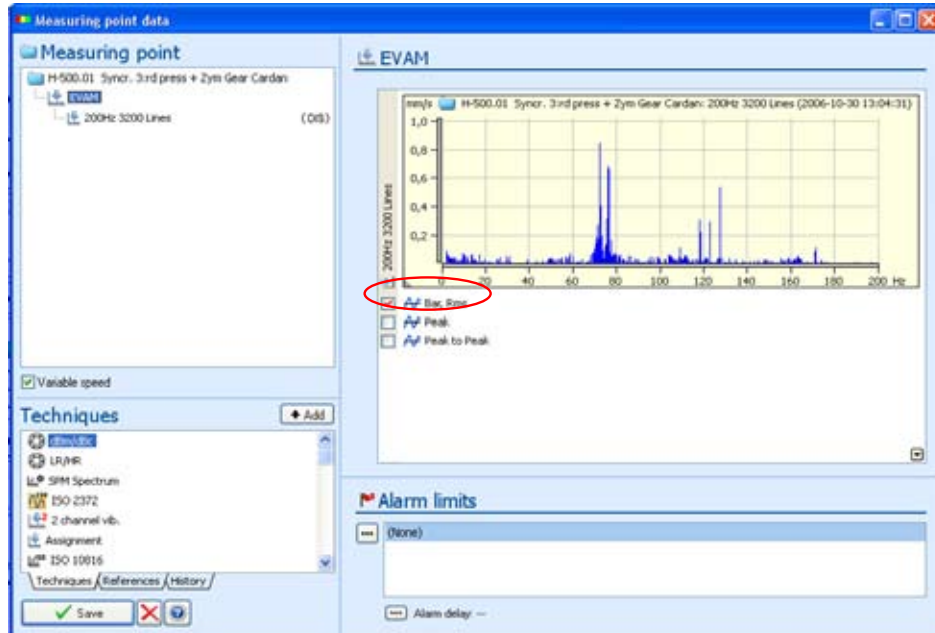 Measuring point data
Measuring point
H-500.01 Syncr. 3:rd press + Zym Gear Cardan
EVAM
200Hz 3200 Lines (DIS)
Variable speed
Techniques
Add
dBm/dBc
LR/HR
SPM Spectrum
ISO 2372
2 channel vib.
Assignment
ISO 10816
Techniques References History
Save
EVAM
mm/s H-500.01 Syncr. 3:rd press + Zym Gear Cardan: 200Hz 3200 Lines (2006-10-30 13:04:31)
1,0
0,8
0,6
0,4
0,2
200Hz 3200 Lines
0 20 40 60 80 100 120 140 160 180 200 Hz
Bar, Rms
Peak
Peak to Peak
Alarm limits
(None)
Alarm delay: --